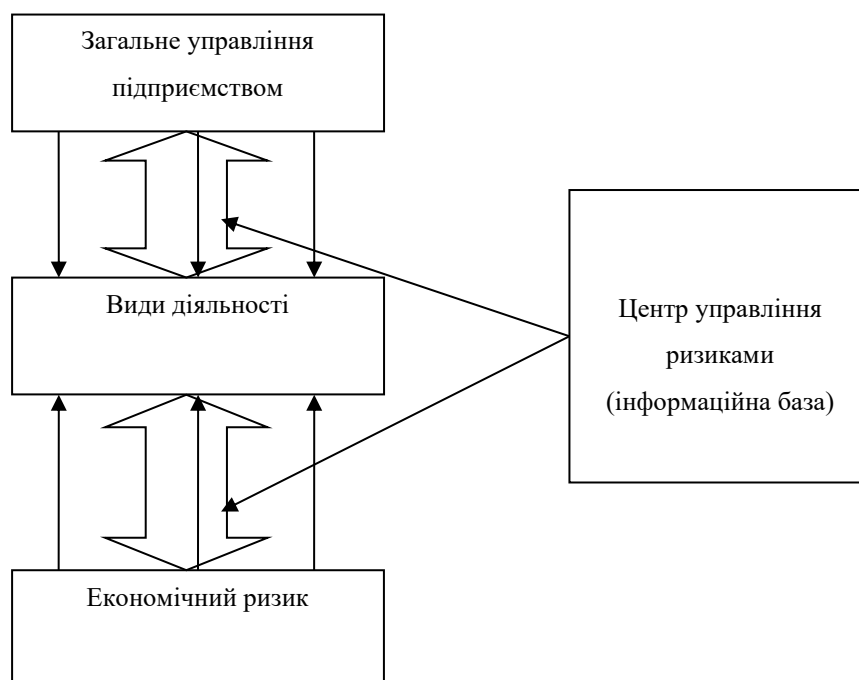 Загальне управління
підприємством
Види діяльності
Центр управління
ризиками
(інформаційна база)
Економічний ризик